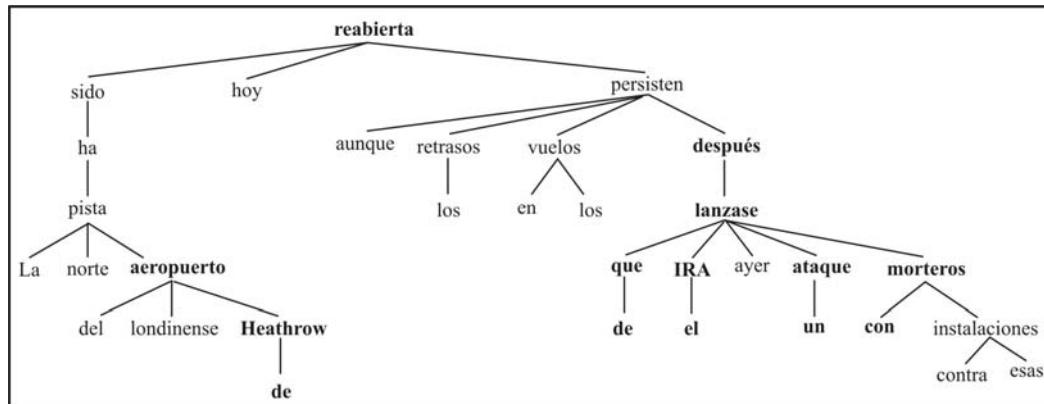 reabierta
sido hoy persisten
ha aunque retrasos vuelos después
pista los en los lanzase
La norte aeropuerto que IRA ayer ataque morteros
del londinense Heathrow de el un con instalaciones
de contra esas